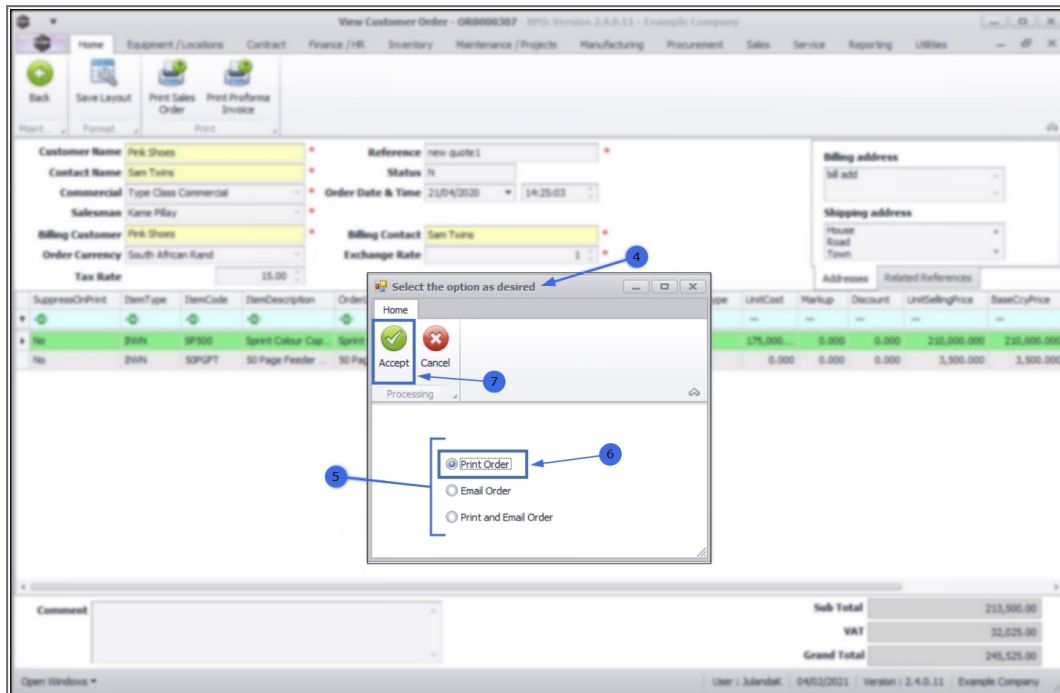 View Customer Order - OR0000307 - BPO: Version 2.4.0.11 - Example Company
Home Equipment / Locations Contract Finance / HR Inventory Maintenance / Projects Manufacturing Procurement Sales Service Reporting Utilities
Back Save Layout Print Sales Order Print Proforma Invoice
Maint... Format Print
Customer Name Pink Shoes * Reference new quote1 * Billing address
Contact Name Sam Twins * Status N bill add
Commercial Type Class Commercial * Order Date & Time 21/04/2020 14:25:03
Salesman Kame Pillay * Shipping address
Billing Customer Pink Shoes * Billing Contact Sam Twins * House
Road
Order Currency South African Rand Exchange Rate 1 * 4 Town
Tax Rate 15.00 Addresses Related References
Select the option as desired
SuppressOnPrint ItemType ItemCode ItemDescription UnitCost Markup Discount UnitSellingPrice BaseCcyPrice
Home
No INVN SP500 Sprint Colour Cap... Sprint 175,000.... 0.000 0.000 210,000.000 210,000.000
No INVN 50PGFT 50 Page Feeder ... 50 Pag 0.000 0.000 0.000 3,500.000 3,500.000
Accept Cancel
7
Processing
5
Print Order 6
Email Order
Print and Email Order
Comment Sub Total 213,500.00
VAT 32,025.00
Grand Total 245,525.00
Open Windows User : JulandaK 04/02/2021 Version : 2.4.0.11 Example Company